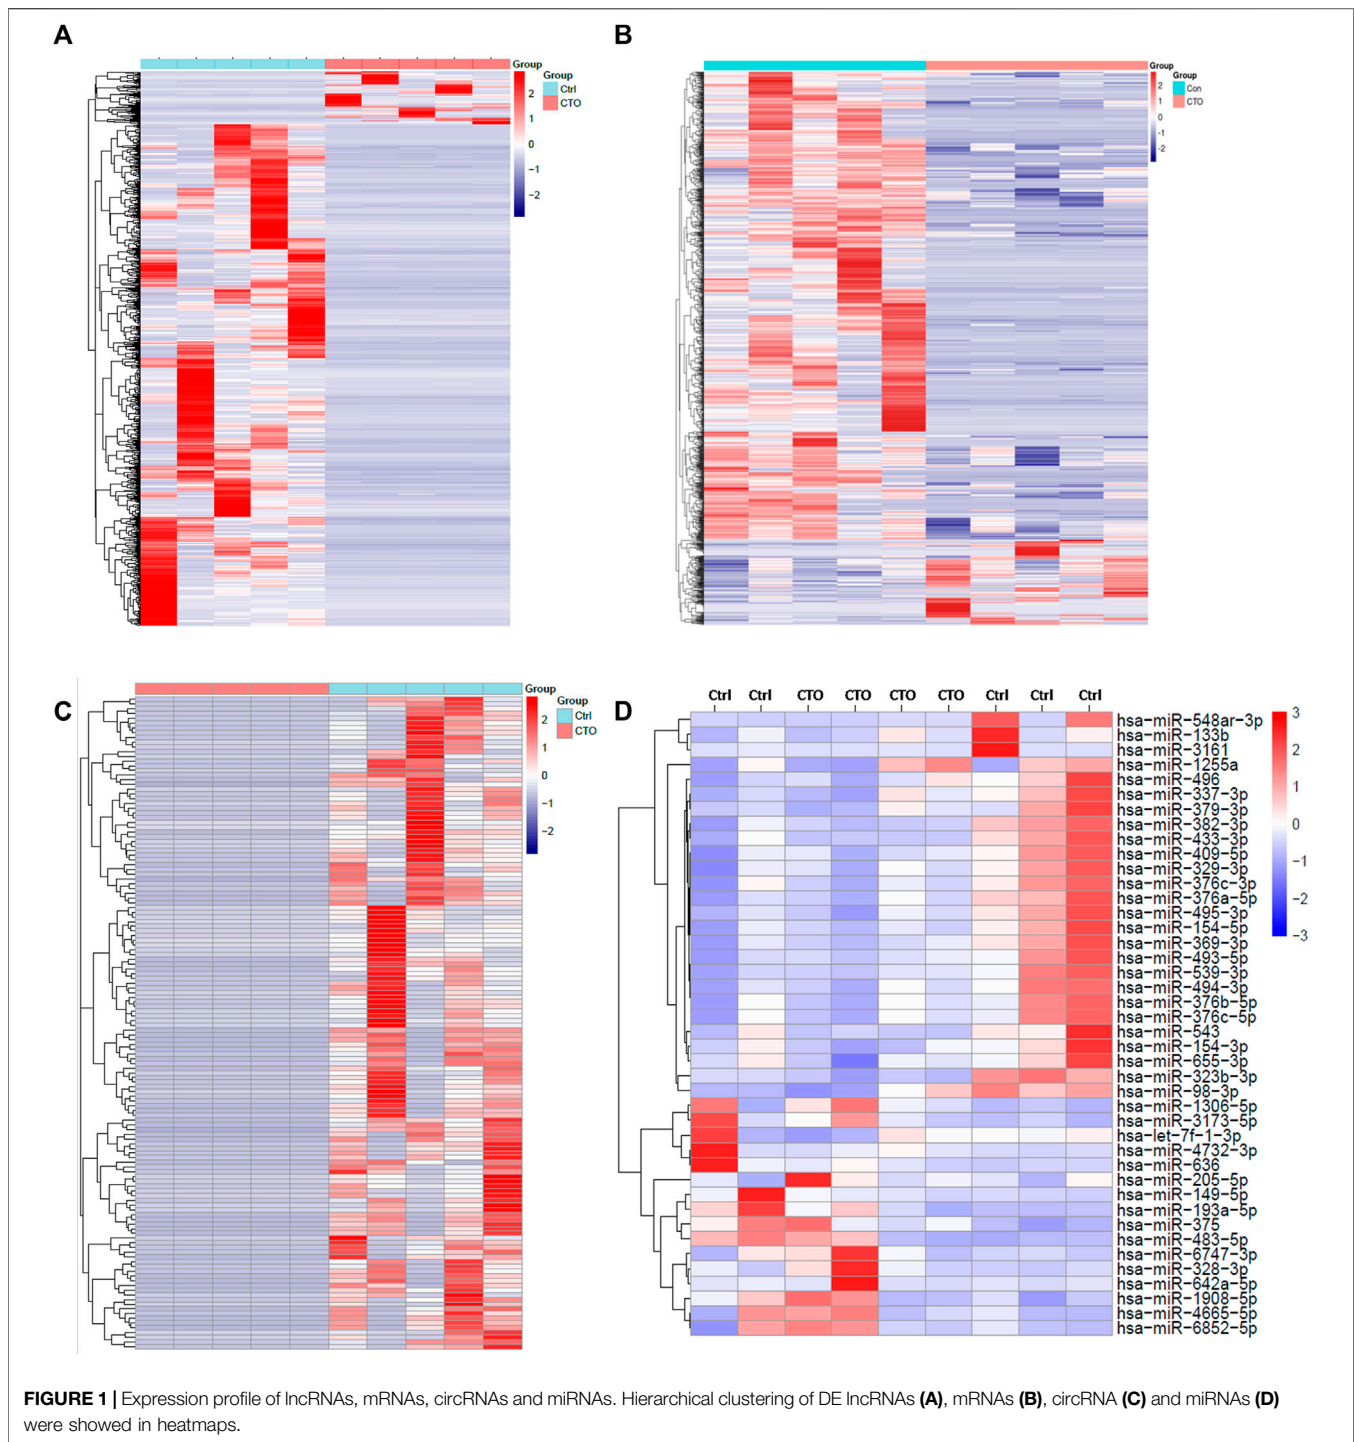 A
Group
2
1
0
−1
−2
Group
Ctrl
CTO
B
Group
2
1
0
-1
-2
Group
Con
CTO
C
Group
2
1
0
−1
−2
Group
Ctrl
CTO
D
Ctrl Ctrl CTO CTO CTO CTO Ctrl Ctrl Ctrl
hsa−miR−548ar−3p
hsa−miR−133b
hsa−miR−3161
hsa−miR−1255a
hsa−miR−496
hsa−miR−337−3p
hsa−miR−379−3p
hsa−miR−382−3p
hsa−miR−433−3p
hsa−miR−409−5p
hsa−miR−329−3p
hsa−miR−376c−3p
hsa−miR−376a−5p
hsa−miR−495−3p
hsa−miR−154−5p
hsa−miR−369−3p
hsa−miR−493−5p
hsa−miR−539−3p
hsa−miR−494−3p
hsa−miR−376b−5p
hsa−miR−376c−5p
hsa−miR−543
hsa−miR−154−3p
hsa−miR−655−3p
hsa−miR−323b−3p
hsa−miR−98−3p
hsa−miR−1306−5p
hsa−miR−3173−5p
hsa−let−7f−1−3p
hsa−miR−4732−3p
hsa−miR−636
hsa−miR−205−5p
hsa−miR−149−5p
hsa−miR−193a−5p
hsa−miR−375
hsa−miR−483−5p
hsa−miR−6747−3p
hsa−miR−328−3p
hsa−miR−642a−5p
hsa−miR−1908−5p
hsa−miR−4665−5p
hsa−miR−6852−5p
3
2
1
0
−1
−2
−3
FIGURE 1 | Expression profile of lncRNAs, mRNAs, circRNAs and miRNAs. Hierarchical clustering of DE lncRNAs (A), mRNAs (B), circRNA (C) and miRNAs (D)
were showed in heatmaps.